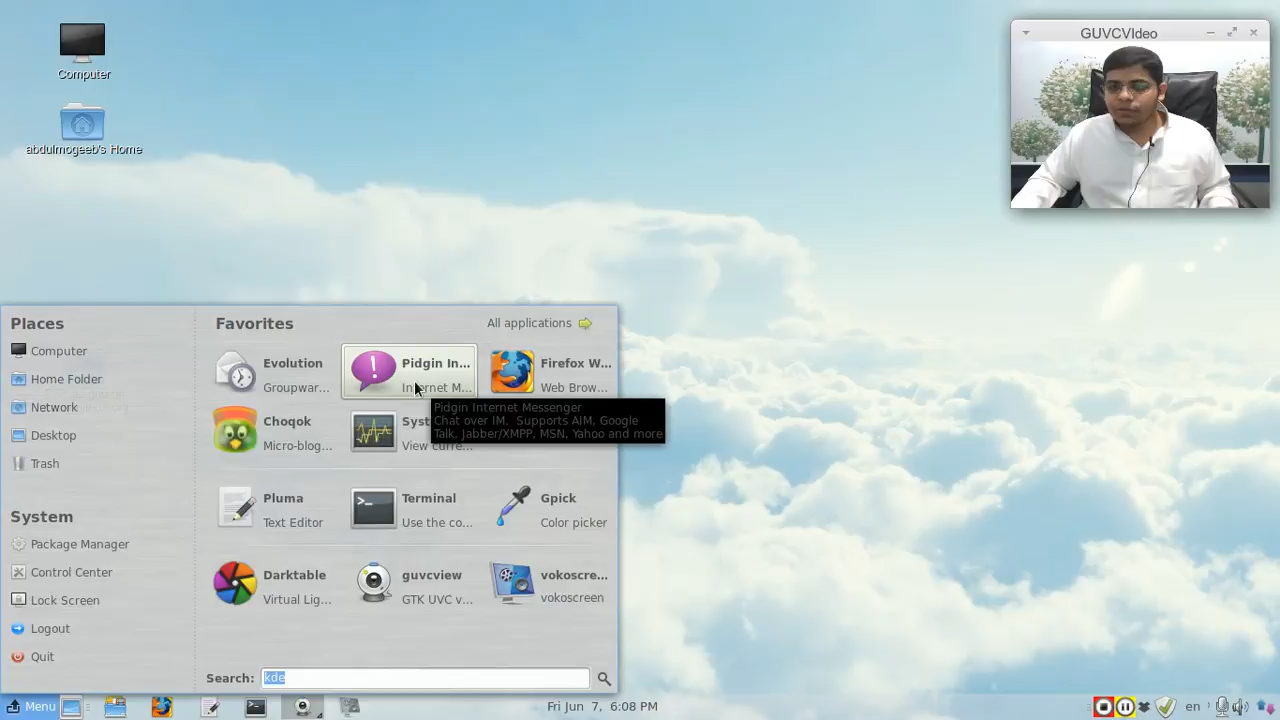 GUVCVIdeo
Computer
abdulmogeeb's Home
Places
Computer
Home Folder
Network
Desktop
Trash
System
Package Manager
Control Center
Lock Screen
Logout
Quit
Favorites
All applications
Evolution
Groupwar...
Pidgin In...
Internet M...
Firefox W...
Web Brow...
Pidgin Internet Messenger
Chat over IM, Supports AIM, Google
Talk, Jabber/XMPP, MSN, Yahoo and more
Choqok
Micro-blog...
Syst
View curre...
Pluma
Text Editor
Terminal
Use the co...
Gpick
Color picker
Darktable
Virtual Lig...
guvcview
GTK UVC v...
vokoscre...
vokoscreen
Search: kde
Menu
Fri Jun 7, 6:08 PM
en